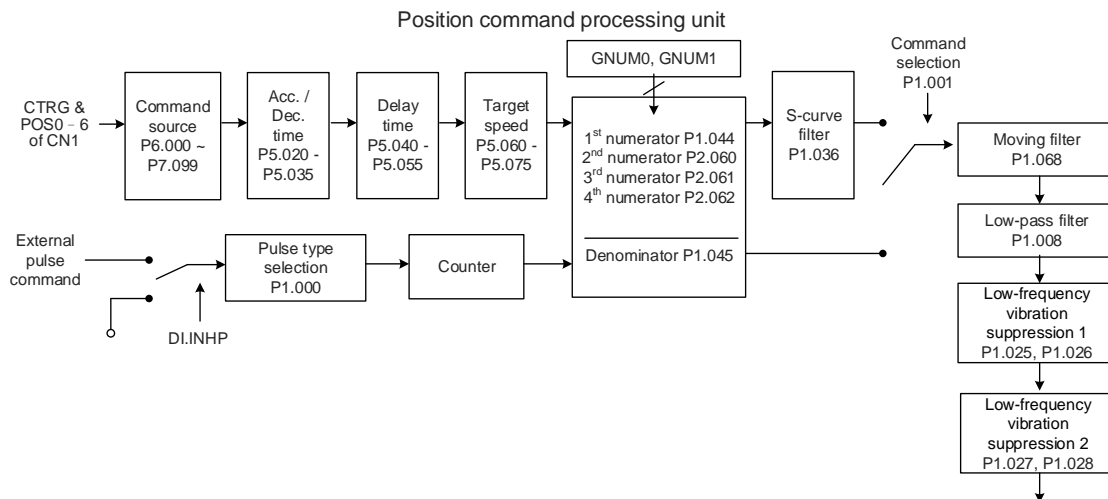 Position command processing unit
GNUM0, GNUM1
Command
selection
P1.001
CTRG &
POS0 – 6
of CN1
Command
source
P6.000 ~
P7.099
Acc. /
Dec.
time
P5.020 -
P5.035
Delay
time
P5.040 -
P5.055
Target
speed
P5.060 -
P5.075
1st numerator P1.044
2nd numerator P2.060
3rd numerator P2.061
4th numerator P2.062
Denominator P1.045
S-curve
filter
P1.036
Moving filter
P1.068
Low-pass filter
P1.008
Low-frequency
vibration
suppression 1
P1.025, P1.026
Low-frequency
vibration
suppression 2
P1.027, P1.028
External
pulse
command
DI.INHP
Pulse type
selection
P1.000
Counter